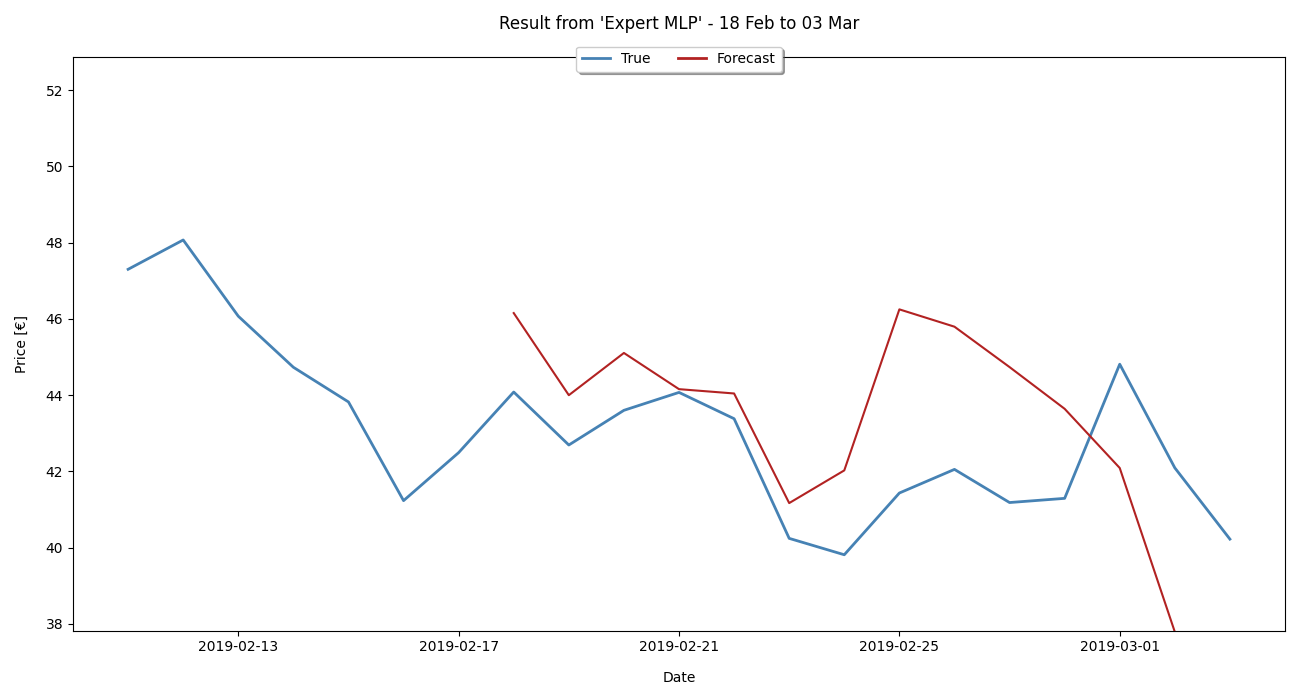 Result from 'Expert MLP' - 18 Feb to 03 Mar
True Forecast
52
50
48
46
44
42
40
38
Price [€]
2019-02-13 2019-02-17 2019-02-21 2019-02-25 2019-03-01
Date